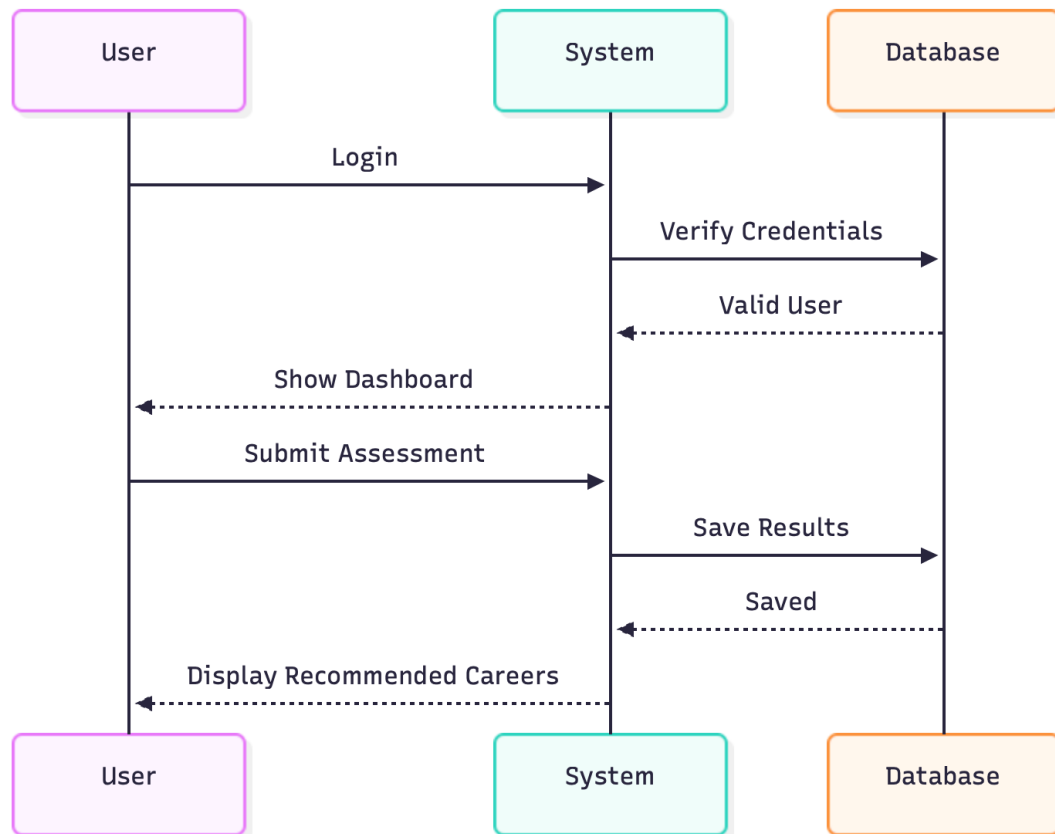 User
System
Database
Login
Verify Credentials
Valid User
Show Dashboard
Submit Assessment
Save Results
Saved
Display Recommended Careers
User
System
Database